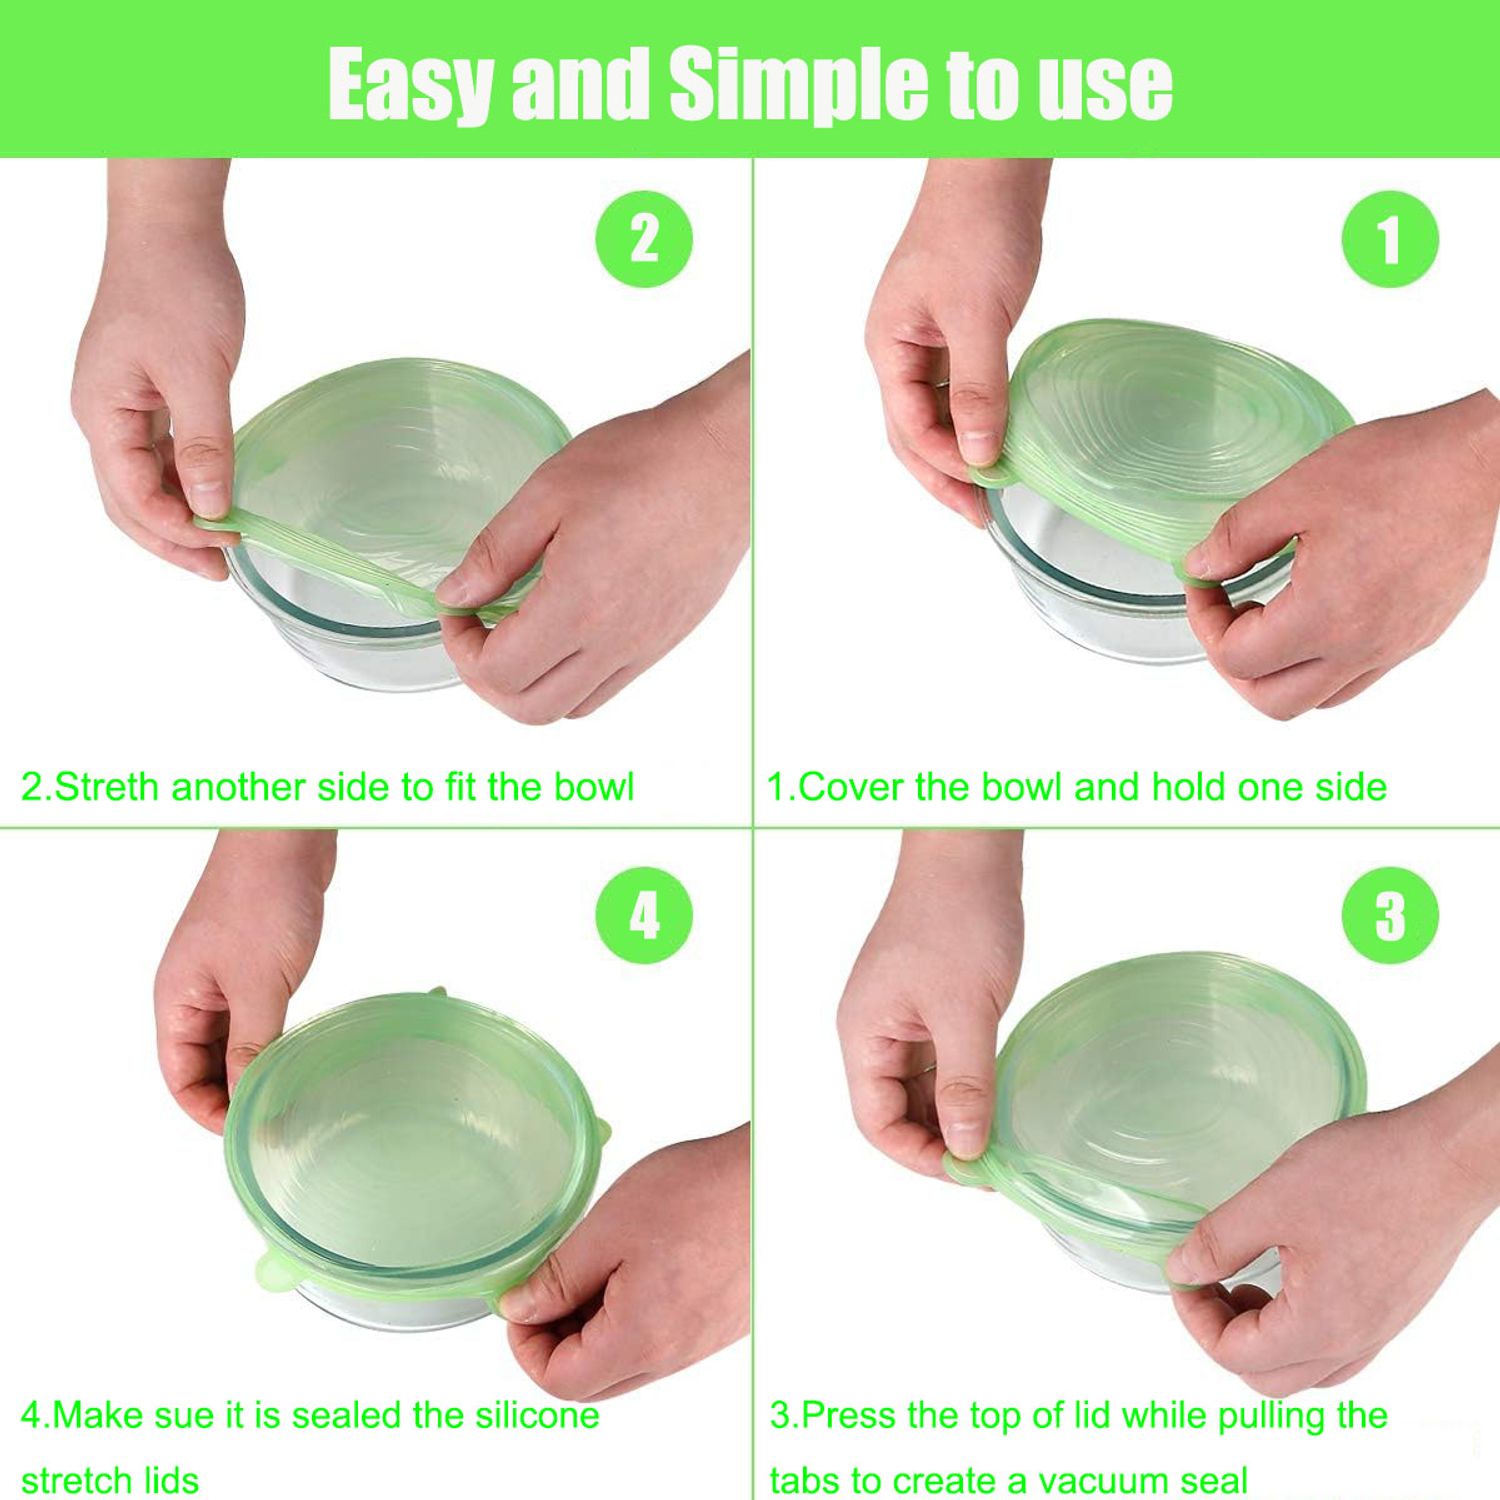 Easy and Simple to use
2
1
2.Streth another side to fit the bowl
1.Cover the bowl and hold one side
4
3
4.Make sue it is sealed the silicone
stretch lids
3.Press the top of lid while pulling the
tabs to create a vacuum seal